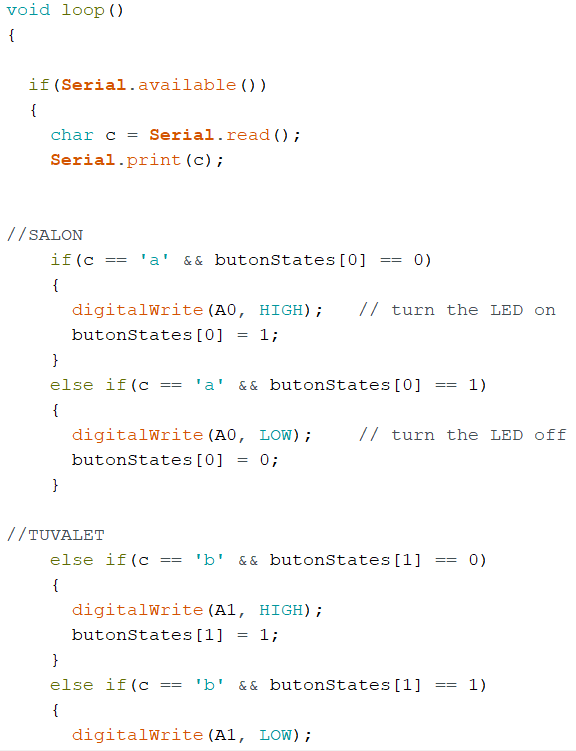 void loop()
{
if(Serial.available())
{
char c = Serial.read();
Serial.print(c);
//SALON
if(c == 'a' && butonStates[0] == 0)
{
digitalWrite(A0, HIGH);   // turn the LED on
butonStates[0] = 1;
}
else if(c == 'a' && butonStates[0] == 1)
{
digitalWrite(A0, LOW);    // turn the LED off
butonStates[0] = 0;
}
//TUVALET
else if(c == 'b' && butonStates[1] == 0)
{
digitalWrite(A1, HIGH);
butonStates[1] = 1;
}
else if(c == 'b' && butonStates[1] == 1)
{
digitalWrite(A1, LOW);